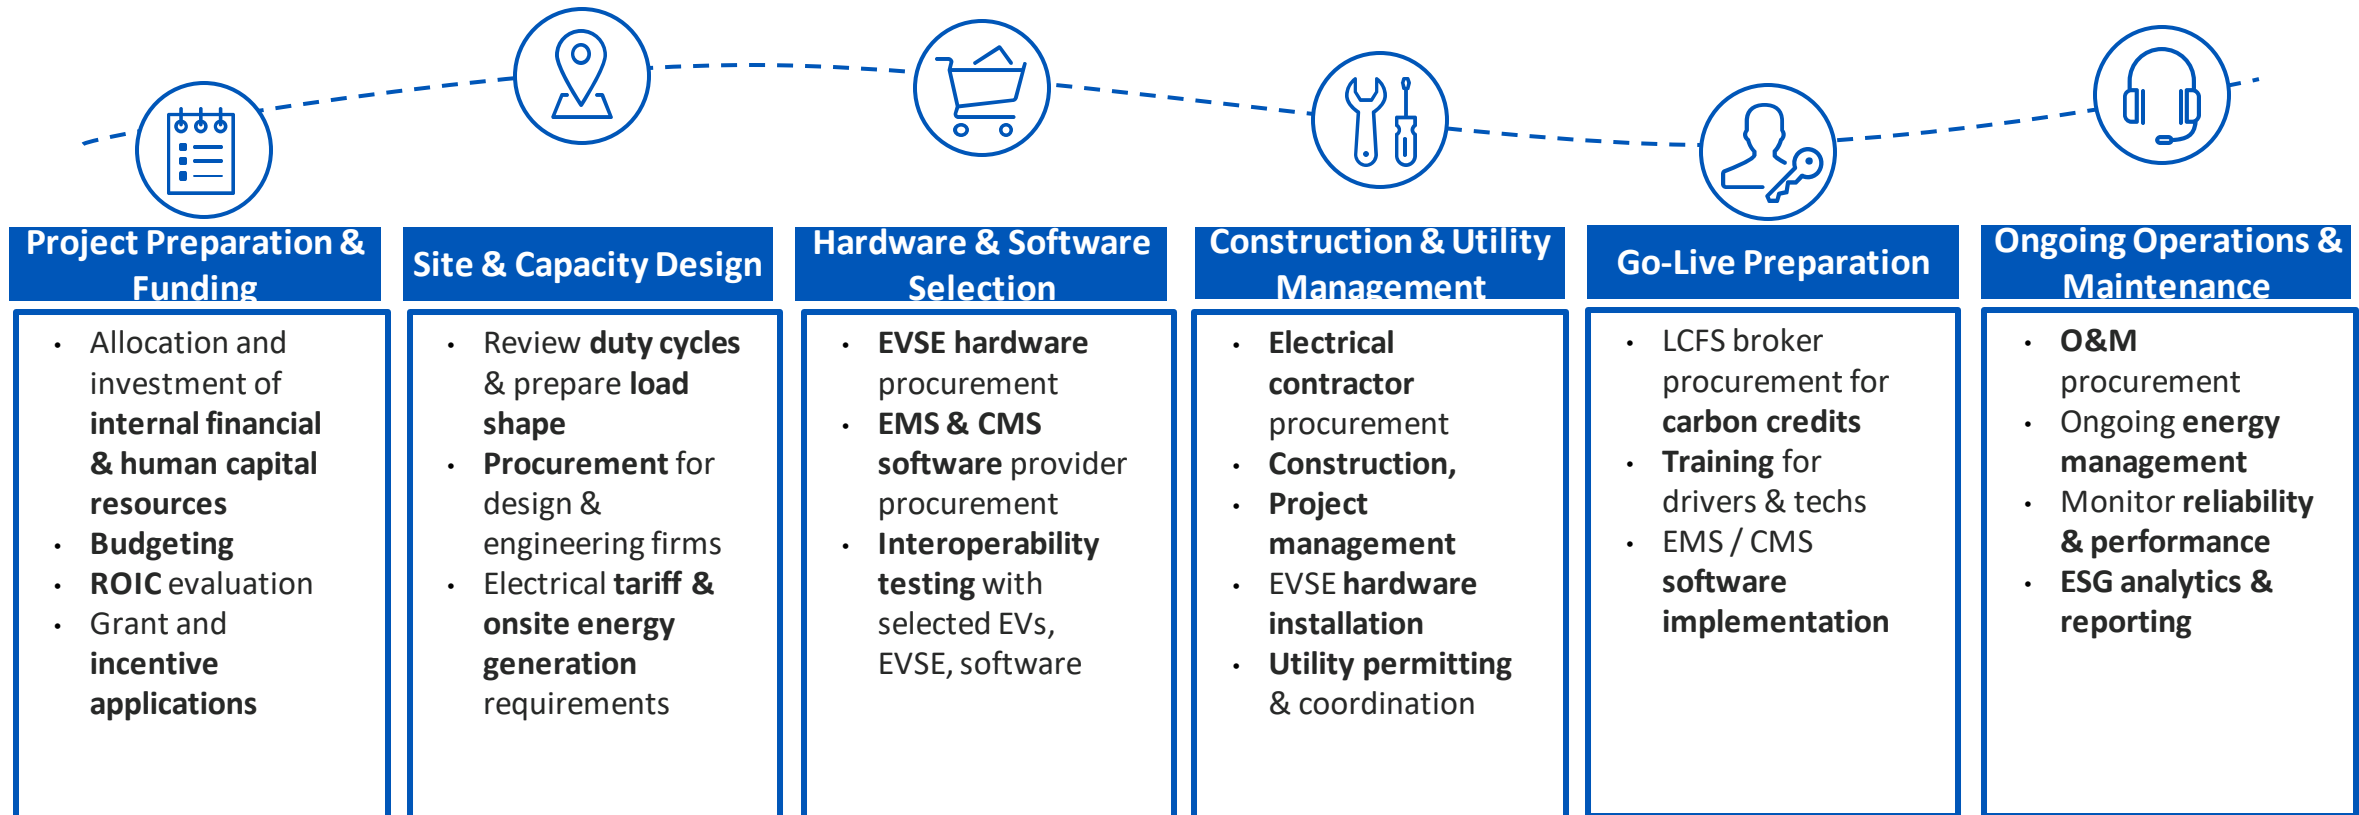 Project Preparation &
Funding
• Allocation and
investment of
internal financial
& human capital
resources
• Budgeting
• ROIC evaluation
• Grant and
incentive
applications
Site & Capacity Design
• Review duty cycles
& prepare load
shape
• Procurement for
design &
engineering firms
• Electrical tariff &
onsite energy
generation
requirements
Hardware & Software
Selection
• EVSE hardware
procurement
• EMS & CMS
software provider
procurement
• Interoperability
testing with
selected EVs,
EVSE, software
Construction & Utility
Management
• Electrical
contractor
procurement
• Construction,
• Project
management
• EVSE hardware
installation
• Utility permitting
& coordination
Go-Live Preparation
• LCFS broker
procurement for
carbon credits
• Training for
drivers & techs
• EMS / CMS
software
implementation
Ongoing Operations &
Maintenance
• O&M
procurement
• Ongoing energy
management
• Monitor reliability
& performance
• ESG analytics &
reporting